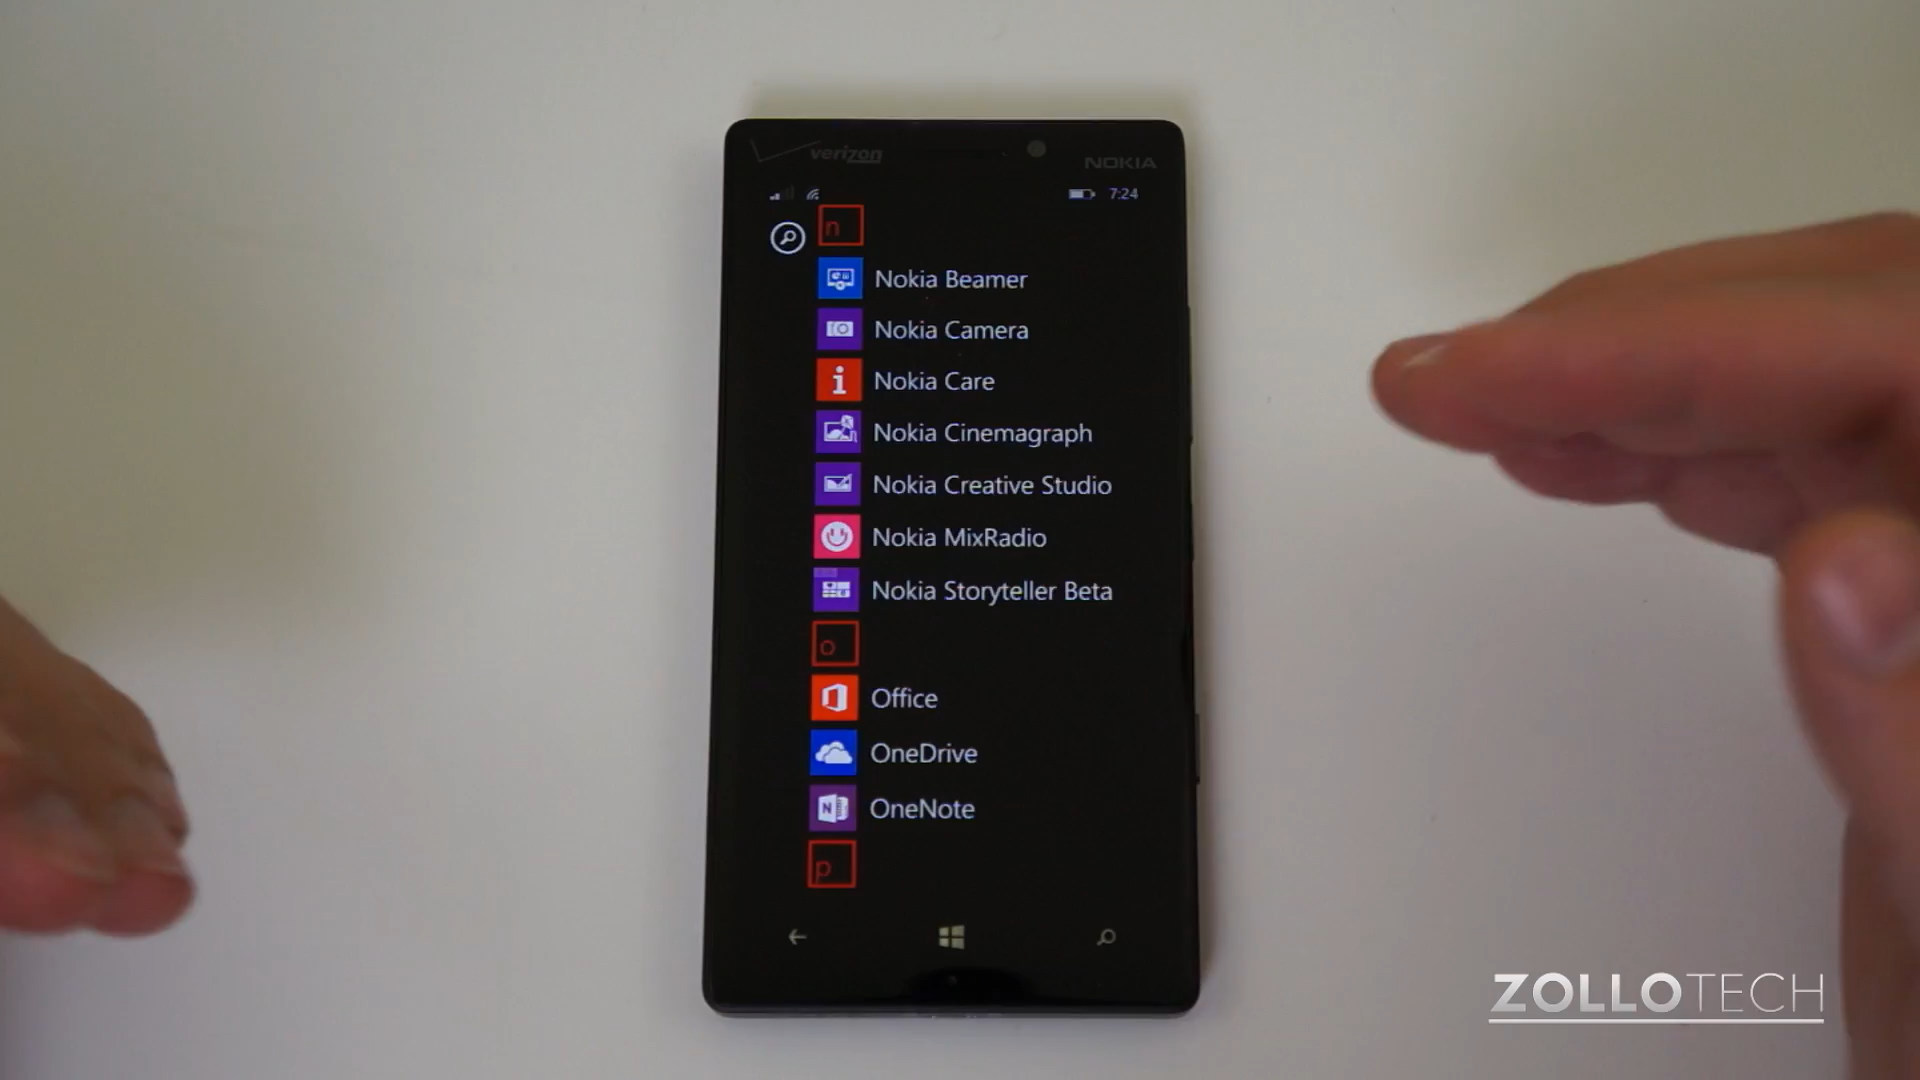 verizon
NOKIA
7:24
n
Nokia Beamer
Nokia Camera
Nokia Care
Nokia Cinemagraph
Nokia Creative Studio
Nokia MixRadio
Nokia Storyteller Beta
o
Office
OneDrive
OneNote
p
ZOLLOTECH